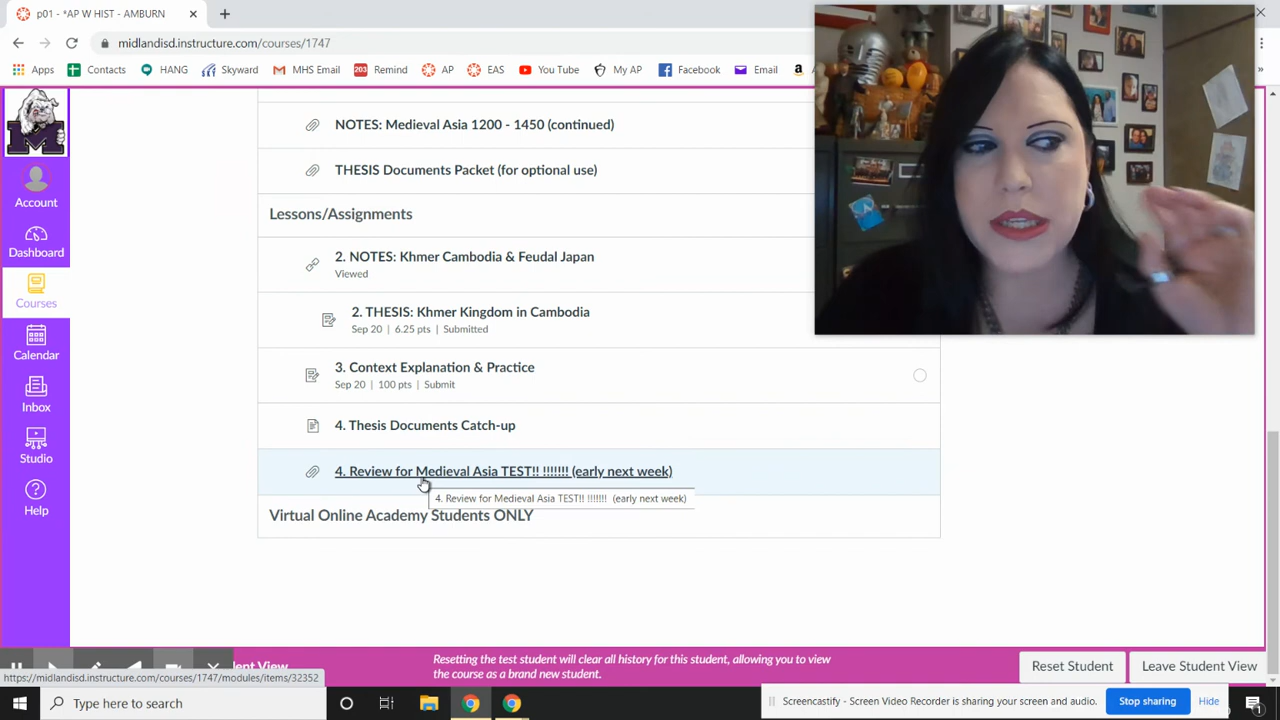 p01 - *AP W HIST - AMBURN
midlandisd.instructure.com/courses/1747
Apps Contacts HANG Skyward MHS Email Remind AP EAS You Tube My AP Facebook Email
203
M
NOTES: Medieval Asia 1200 - 1450 (continued)
THESIS Documents Packet (for optional use)
Account
Lessons/Assignments
Dashboard
2. NOTES: Khmer Cambodia & Feudal Japan
Viewed
Courses
2. THESIS: Khmer Kingdom in Cambodia
Sep 20 | 6.25 pts | Submitted
Calendar
3. Context Explanation & Practice
Sep 20 | 100 pts | Submit
Inbox
4. Thesis Documents Catch-up
Studio
4. Review for Medieval Asia TEST!! !!!!!!! (early next week)
4. Review for Medieval Asia TEST!! !!!!!!! (early next week)
Help
Virtual Online Academy Students ONLY
dent View
Resetting the test student will clear all history for this student, allowing you to view
the course as a brand new student.
Reset Student
Leave Student View
https://midlandisd.instructure.com/courses/1747/modules/items/32352
Type here to search
Screencastify - Screen Video Recorder is sharing your screen and audio.
Stop sharing
Hide
1